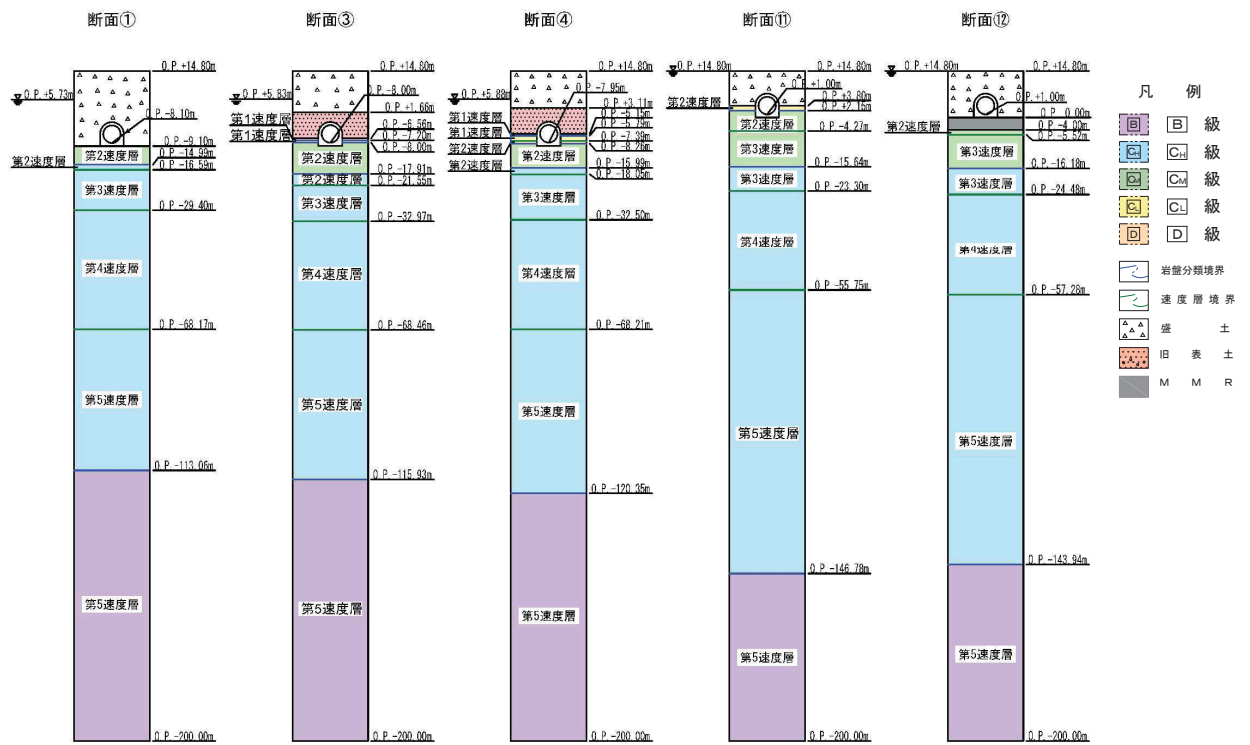 断面①
O.P.+14.80m
O.P.+5.73m
O.P.-8.10m
O.P.-9.10m
第2速度層
O.P.-14.99m
第2速度層
O.P.-16.59m
第3速度層
O.P.-29.40m
第4速度層
O.P.-68.17m
第5速度層
O.P.-113.06m
第5速度層
O.P.-200.00m
断面③
O.P.+14.80m
O.P.+5.83m
O.P.-8.00m
O.P.+1.66m
第1速度層
O.P.-6.56m
第1速度層
O.P.-7.20m
O.P.-8.00m
第2速度層
O.P.-17.91m
第2速度層
O.P.-21.55m
第3速度層
O.P.-32.97m
第4速度層
O.P.-68.46m
第5速度層
O.P.-115.93m
第5速度層
O.P.-200.00m
断面④
O.P.+14.80m
O.P.+5.88m
O.P.-7.95m
O.P.+3.11m
第1速度層
O.P.-5.15m
第1速度層
O.P.-5.79m
O.P.-7.39m
第2速度層
O.P.-8.26m
第2速度層
O.P.-15.99m
第2速度層
O.P.-18.05m
第3速度層
O.P.-32.50m
第4速度層
O.P.-68.21m
第5速度層
O.P.-120.35m
第5速度層
O.P.-200.00m
断面⑪
O.P.+14.80m
O.P.+14.80m
O.P.+1.00m
O.P.+3.80m
第2速度層
O.P.+2.15m
第2速度層
O.P.-4.27m
第3速度層
O.P.-15.64m
第3速度層
O.P.-23.30m
第4速度層
O.P.-55.75m
第5速度層
O.P.-146.78m
第5速度層
O.P.-200.00m
断面⑫
O.P.+14.80m
O.P.+14.80m
O.P.+1.00m
O.P. 0.00m
O.P.-4.00m
第2速度層
O.P.-5.52m
第3速度層
O.P.-16.18m
第3速度層
O.P.-24.48m
第4速度層
O.P.-57.28m
第5速度層
O.P.-143.94m
第5速度層
O.P.-200.00m
凡 例
B B 級
CH CH 級
CM CM 級
CL CL 級
D D 級
岩盤分類境界
速度層境界
盛 土
旧 表 土
M M R